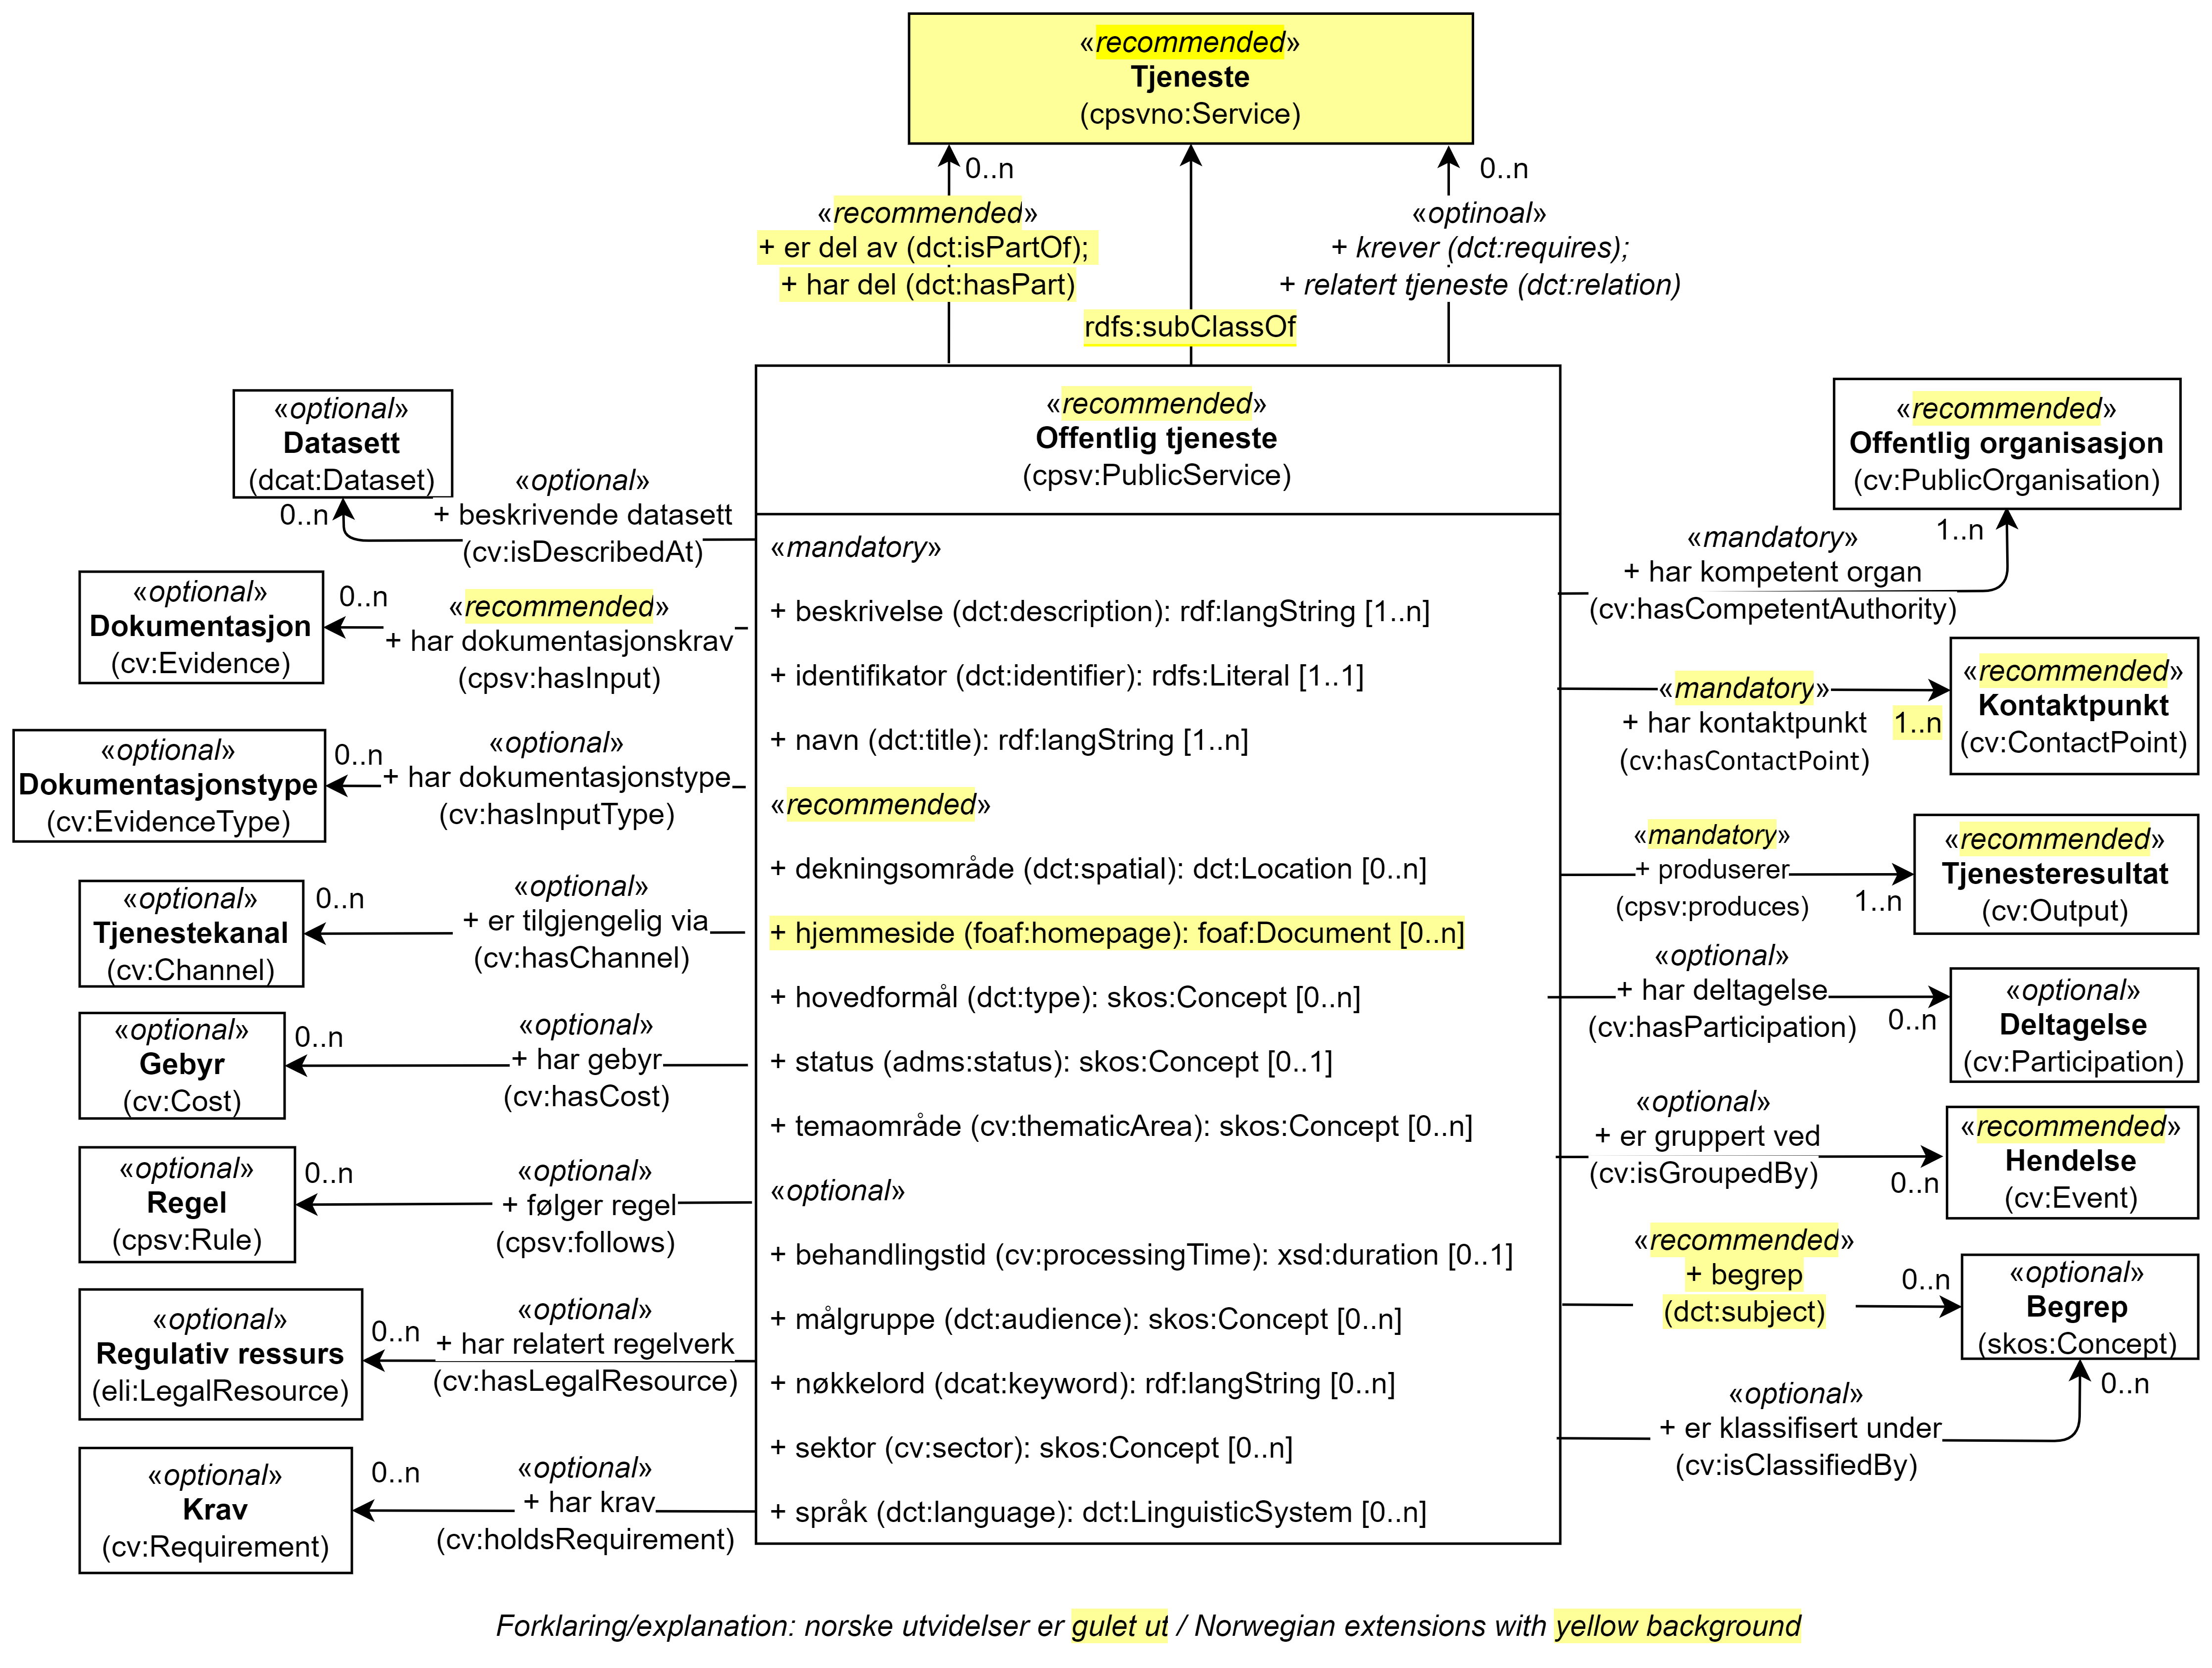 «recommended»
Tjeneste
(cpsvno:Service)
0..n
0..n
«recommended»
+ er del av (dct:isPartOf);
+ har del (dct:hasPart)
«optinoal»
+ krever (dct:requires);
+ relatert tjeneste (dct:relation)
rdfs:subClassOf
«optional»
Datasett
(dcat:Dataset)
0..n
«optional»
+ beskrivende datasett
(cv:isDescribedAt)
«optional»
Dokumentasjon
(cv:Evidence)
0..n
«recommended»
+ har dokumentasjonskrav
(cpsv:hasInput)
«optional»
Dokumentasjonstype
(cv:EvidenceType)
0..n
«optional»
+ har dokumentasjonstype
(cv:hasInputType)
«optional»
Tjenestekanal
(cv:Channel)
0..n
«optional»
+ er tilgjengelig via
(cv:hasChannel)
«optional»
Gebyr
(cv:Cost)
0..n
«optional»
+ har gebyr
(cv:hasCost)
«optional»
Regel
(cpsv:Rule)
0..n
«optional»
+ følger regel
(cpsv:follows)
«optional»
Regulativ ressurs
(eli:LegalResource)
0..n
«optional»
+ har relatert regelverk
(cv:hasLegalResource)
«optional»
Krav
(cv:Requirement)
0..n
«optional»
+ har krav
(cv:holdsRequirement)
«recommended»
Offentlig tjeneste
(cpsv:PublicService)
«mandatory»
+ beskrivelse (dct:description): rdf:langString [1..n]
+ identifikator (dct:identifier): rdfs:Literal [1..1]
+ navn (dct:title): rdf:langString [1..n]
«recommended»
+ dekningsområde (dct:spatial): dct:Location [0..n]
+ hjemmeside (foaf:homepage): foaf:Document [0..n]
+ hovedformål (dct:type): skos:Concept [0..n]
+ status (adms:status): skos:Concept [0..1]
+ temaområde (cv:thematicArea): skos:Concept [0..n]
«optional»
+ behandlingstid (cv:processingTime): xsd:duration [0..1]
+ målgruppe (dct:audience): skos:Concept [0..n]
+ nøkkelord (dcat:keyword): rdf:langString [0..n]
+ sektor (cv:sector): skos:Concept [0..n]
+ språk (dct:language): dct:LinguisticSystem [0..n]
«recommended»
Offentlig organisasjon
(cv:PublicOrganisation)
«mandatory»
+ har kompetent organ
(cv:hasCompetentAuthority)
1..n
«mandatory»
+ har kontaktpunkt
(cv:hasContactPoint)
1..n
«recommended»
Kontaktpunkt
(cv:ContactPoint)
«mandatory»
+ produserer
(cpsv:produces)
1..n
«recommended»
Tjenesteresultat
(cv:Output)
«optional»
+ har deltagelse
(cv:hasParticipation)
0..n
«optional»
Deltagelse
(cv:Participation)
«optional»
+ er gruppert ved
(cv:isGroupedBy)
0..n
«recommended»
Hendelse
(cv:Event)
«recommended»
+ begrep
(dct:subject)
0..n
«optional»
Begrep
(skos:Concept)
«optional»
+ er klassifisert under
(cv:isClassifiedBy)
0..n
Forklaring/explanation: norske utvidelser er gulet ut / Norwegian extensions with yellow background